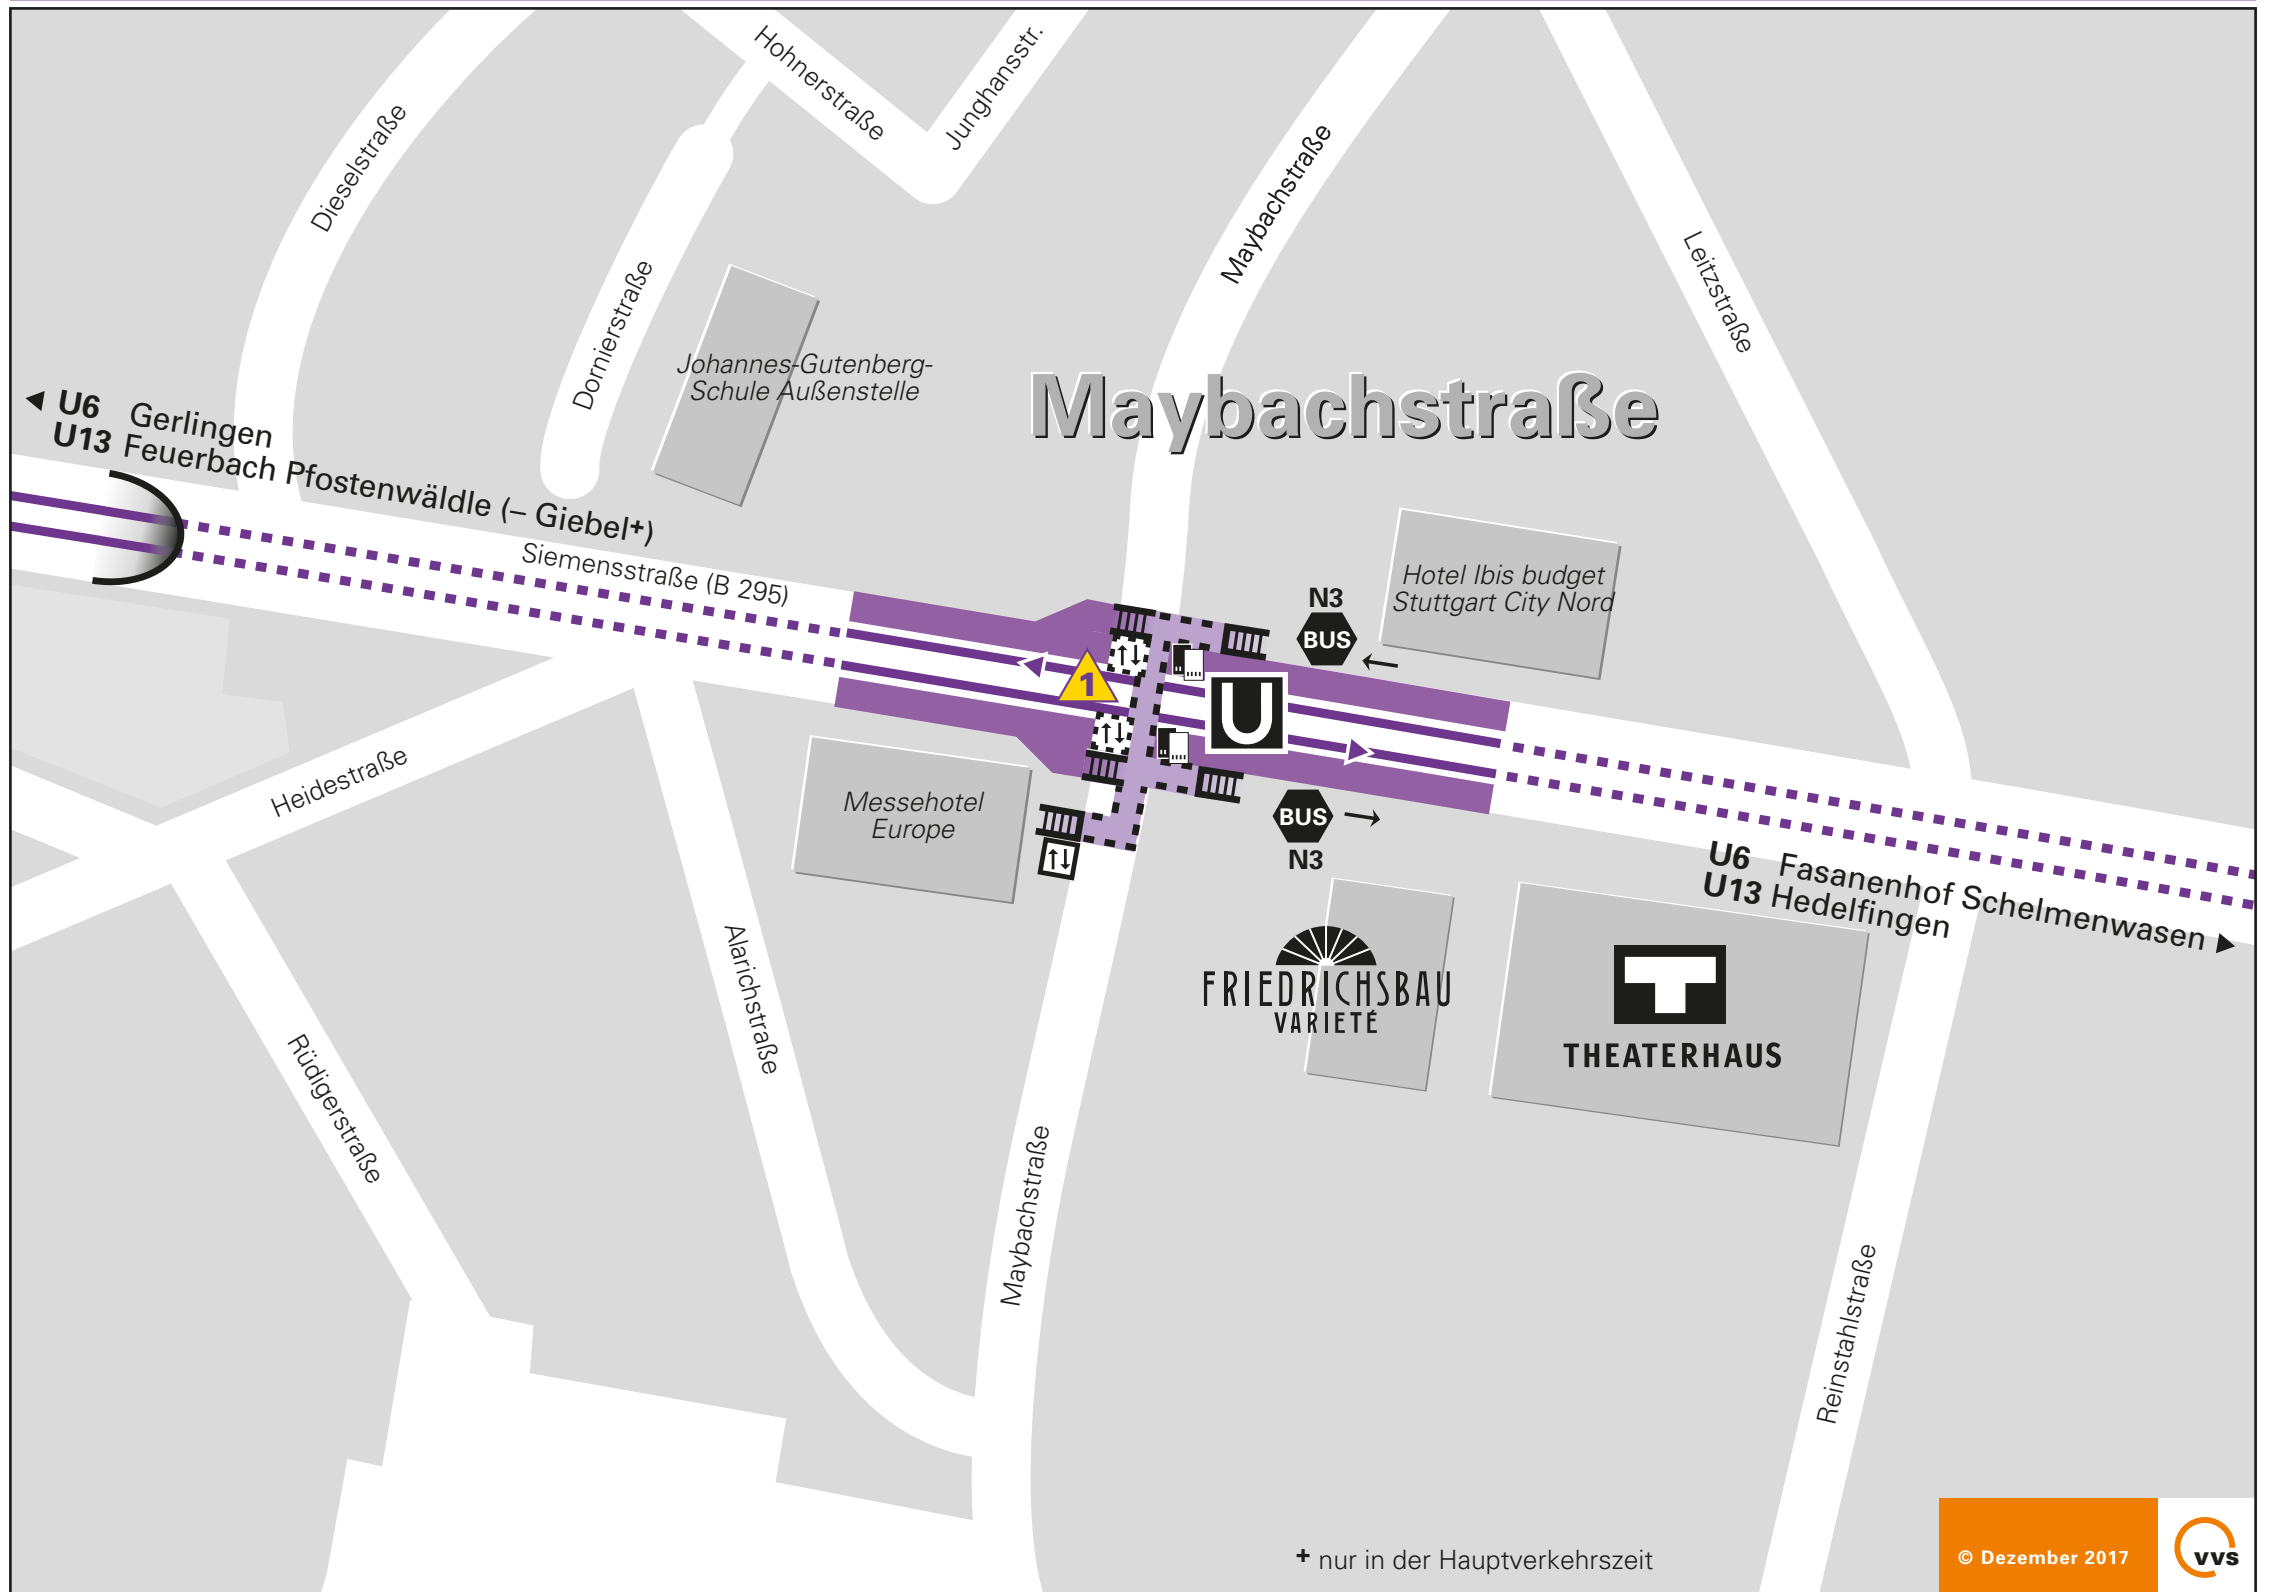 Hohnerstraße
Junghansstr.
Dieselstraße
Maybachstraße
Leitzstraße
Dornierstraße
Johannes-Gutenberg-
Schule Außenstelle
Maybachstraße
U6 Gerlingen
U13 Feuerbach Pfostenwäldle (– Giebel+)
Siemensstraße (B 295)
Hotel Ibis budget
Stuttgart City Nord
N3
BUS
1
U
Heidestraße
Messehotel
Europe
BUS
N3
U6 Fasanenhof Schelmenwasen
U13 Hedelfingen
Alarichstraße
FRIEDRICHSBAU
VARIETÉ
THEATERHAUS
Rüdigerstraße
Maybachstraße
Reinstahlstraße
+ nur in der Hauptverkehrszeit
© Dezember 2017
vvs